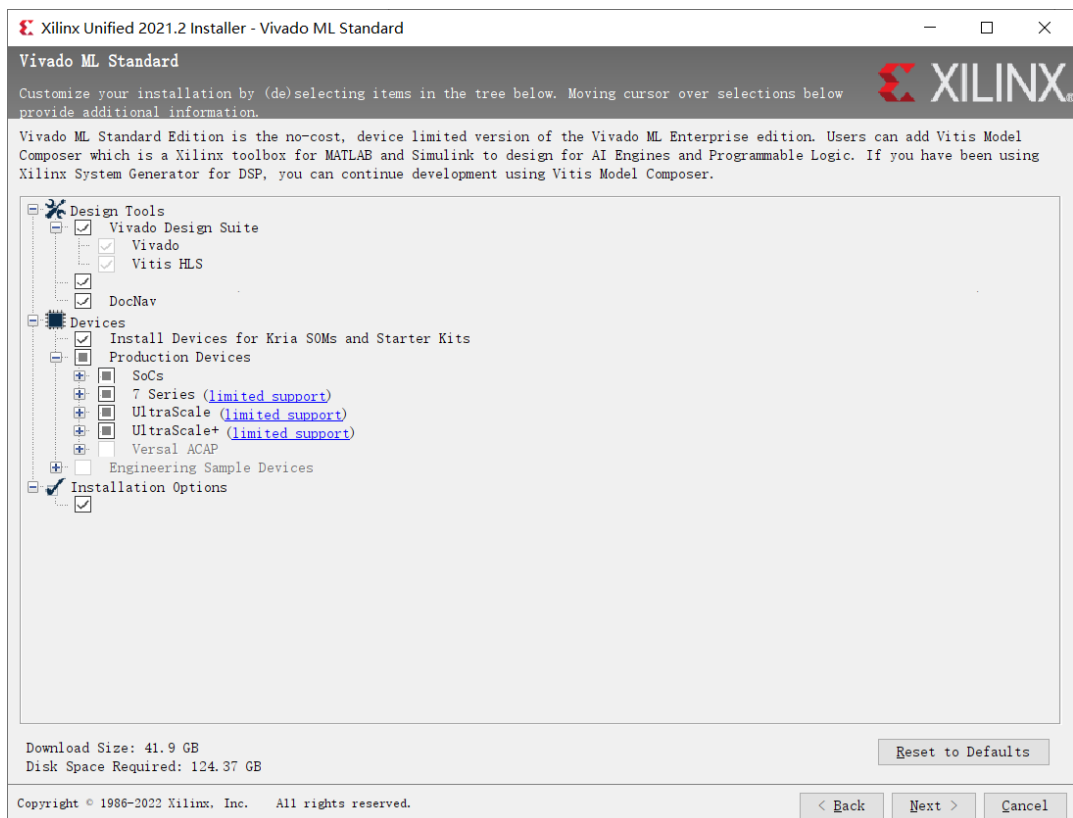 Xilinx Unified 2021.2 Installer - Vivado ML Standard
Vivado ML Standard
Customize your installation by (de)selecting items in the tree below. Moving cursor over selections below
provide additional information.
XILINX
Vivado ML Standard Edition is the no-cost, device limited version of the Vivado ML Enterprise edition. Users can add Vitis Model
Composer which is a Xilinx toolbox for MATLAB and Simulink to design for AI Engines and Programmable Logic. If you have been using
Xilinx System Generator for DSP, you can continue development using Vitis Model Composer.
Design Tools
Vivado Design Suite
Vivado
Vitis HLS
DocNav
Devices
Install Devices for Kria SOMs and Starter Kits
Production Devices
SoCs
7 Series (limited support)
UltraScale (limited support)
UltraScale+ (limited support)
Versal ACAP
Engineering Sample Devices
Installation Options
Download Size: 41.9 GB
Disk Space Required: 124.37 GB
Reset to Defaults
Copyright © 1986-2022 Xilinx, Inc. All rights reserved.
< Back Next > Cancel